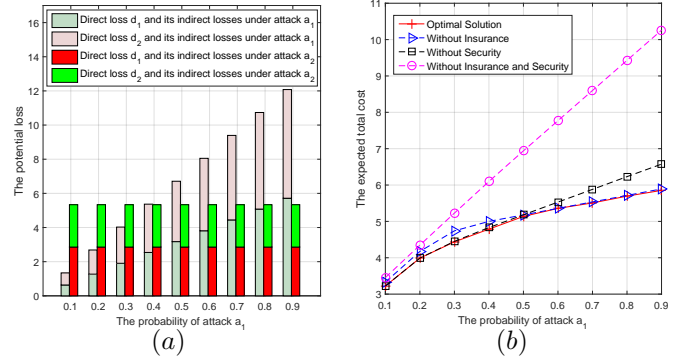 Direct loss d1 and its indirect losses under attack a1
Direct loss d2 and its indirect losses under attack a1
Direct loss d1 and its indirect losses under attack a2
Direct loss d2 and its indirect losses under attack a2
16
14
12
10
8
6
4
2
0
The potential loss
0.1 0.2 0.3 0.4 0.5 0.6 0.7 0.8 0.9
The probability of attack a1
(a)
Optimal Solution
Without Insurance
Without Security
Without Insurance and Security
11
10
9
8
7
6
5
4
3
The expected total cost
0.1 0.2 0.3 0.4 0.5 0.6 0.7 0.8 0.9
The probability of attack a1
(b)